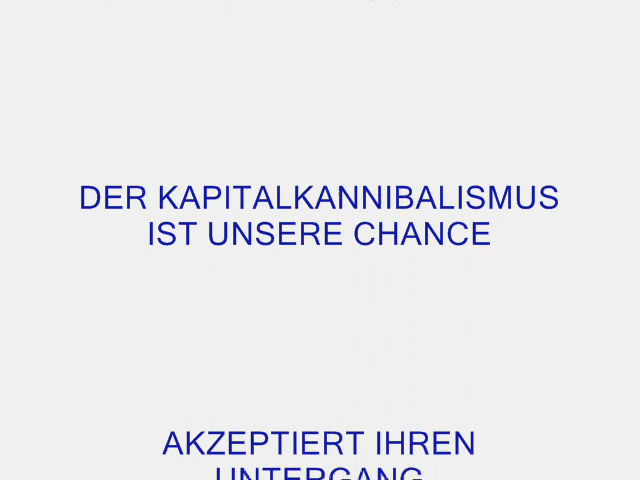 DER KAPITALKANNIBALISMUS
IST UNSERE CHANCE
AKZEPTIERT IHREN
UNTERGANG